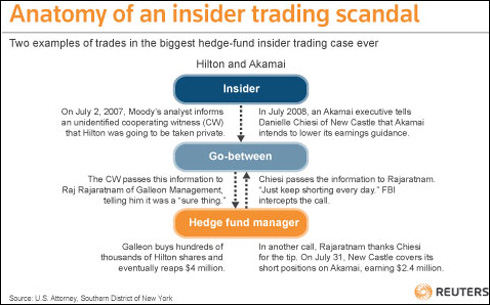 Anatomy of an insider trading scandal
Two examples of trades in the biggest hedge-fund insider trading case ever
Hilton and Akamai
Insider
On July 2, 2007, Moody's analyst informs
an unidentified cooperating witness (CW)
that Hilton was going to be taken private.
In July 2008, an Akamai executive tells
Danielle Chiesi of New Castle that Akamai
intends to lower its earnings guidance.
Go-between
The CW passes this information to
Raj Rajaratnam of Galleon Management,
telling him it was a “sure thing.”
Chiesi passes the information to Rajaratnam.
“Just keep shorting every day.” FBI
intercepts the call.
Hedge fund manager
Galleon buys hundreds of
thousands of Hilton shares and
eventually reaps $4 million.
In another call, Rajaratnam thanks Chiesi
for the tip. On July 31, New Castle covers its
short positions on Akamai, earning $2.4 million.
Source: U.S. Attorney, Southern District of New York
REUTERS